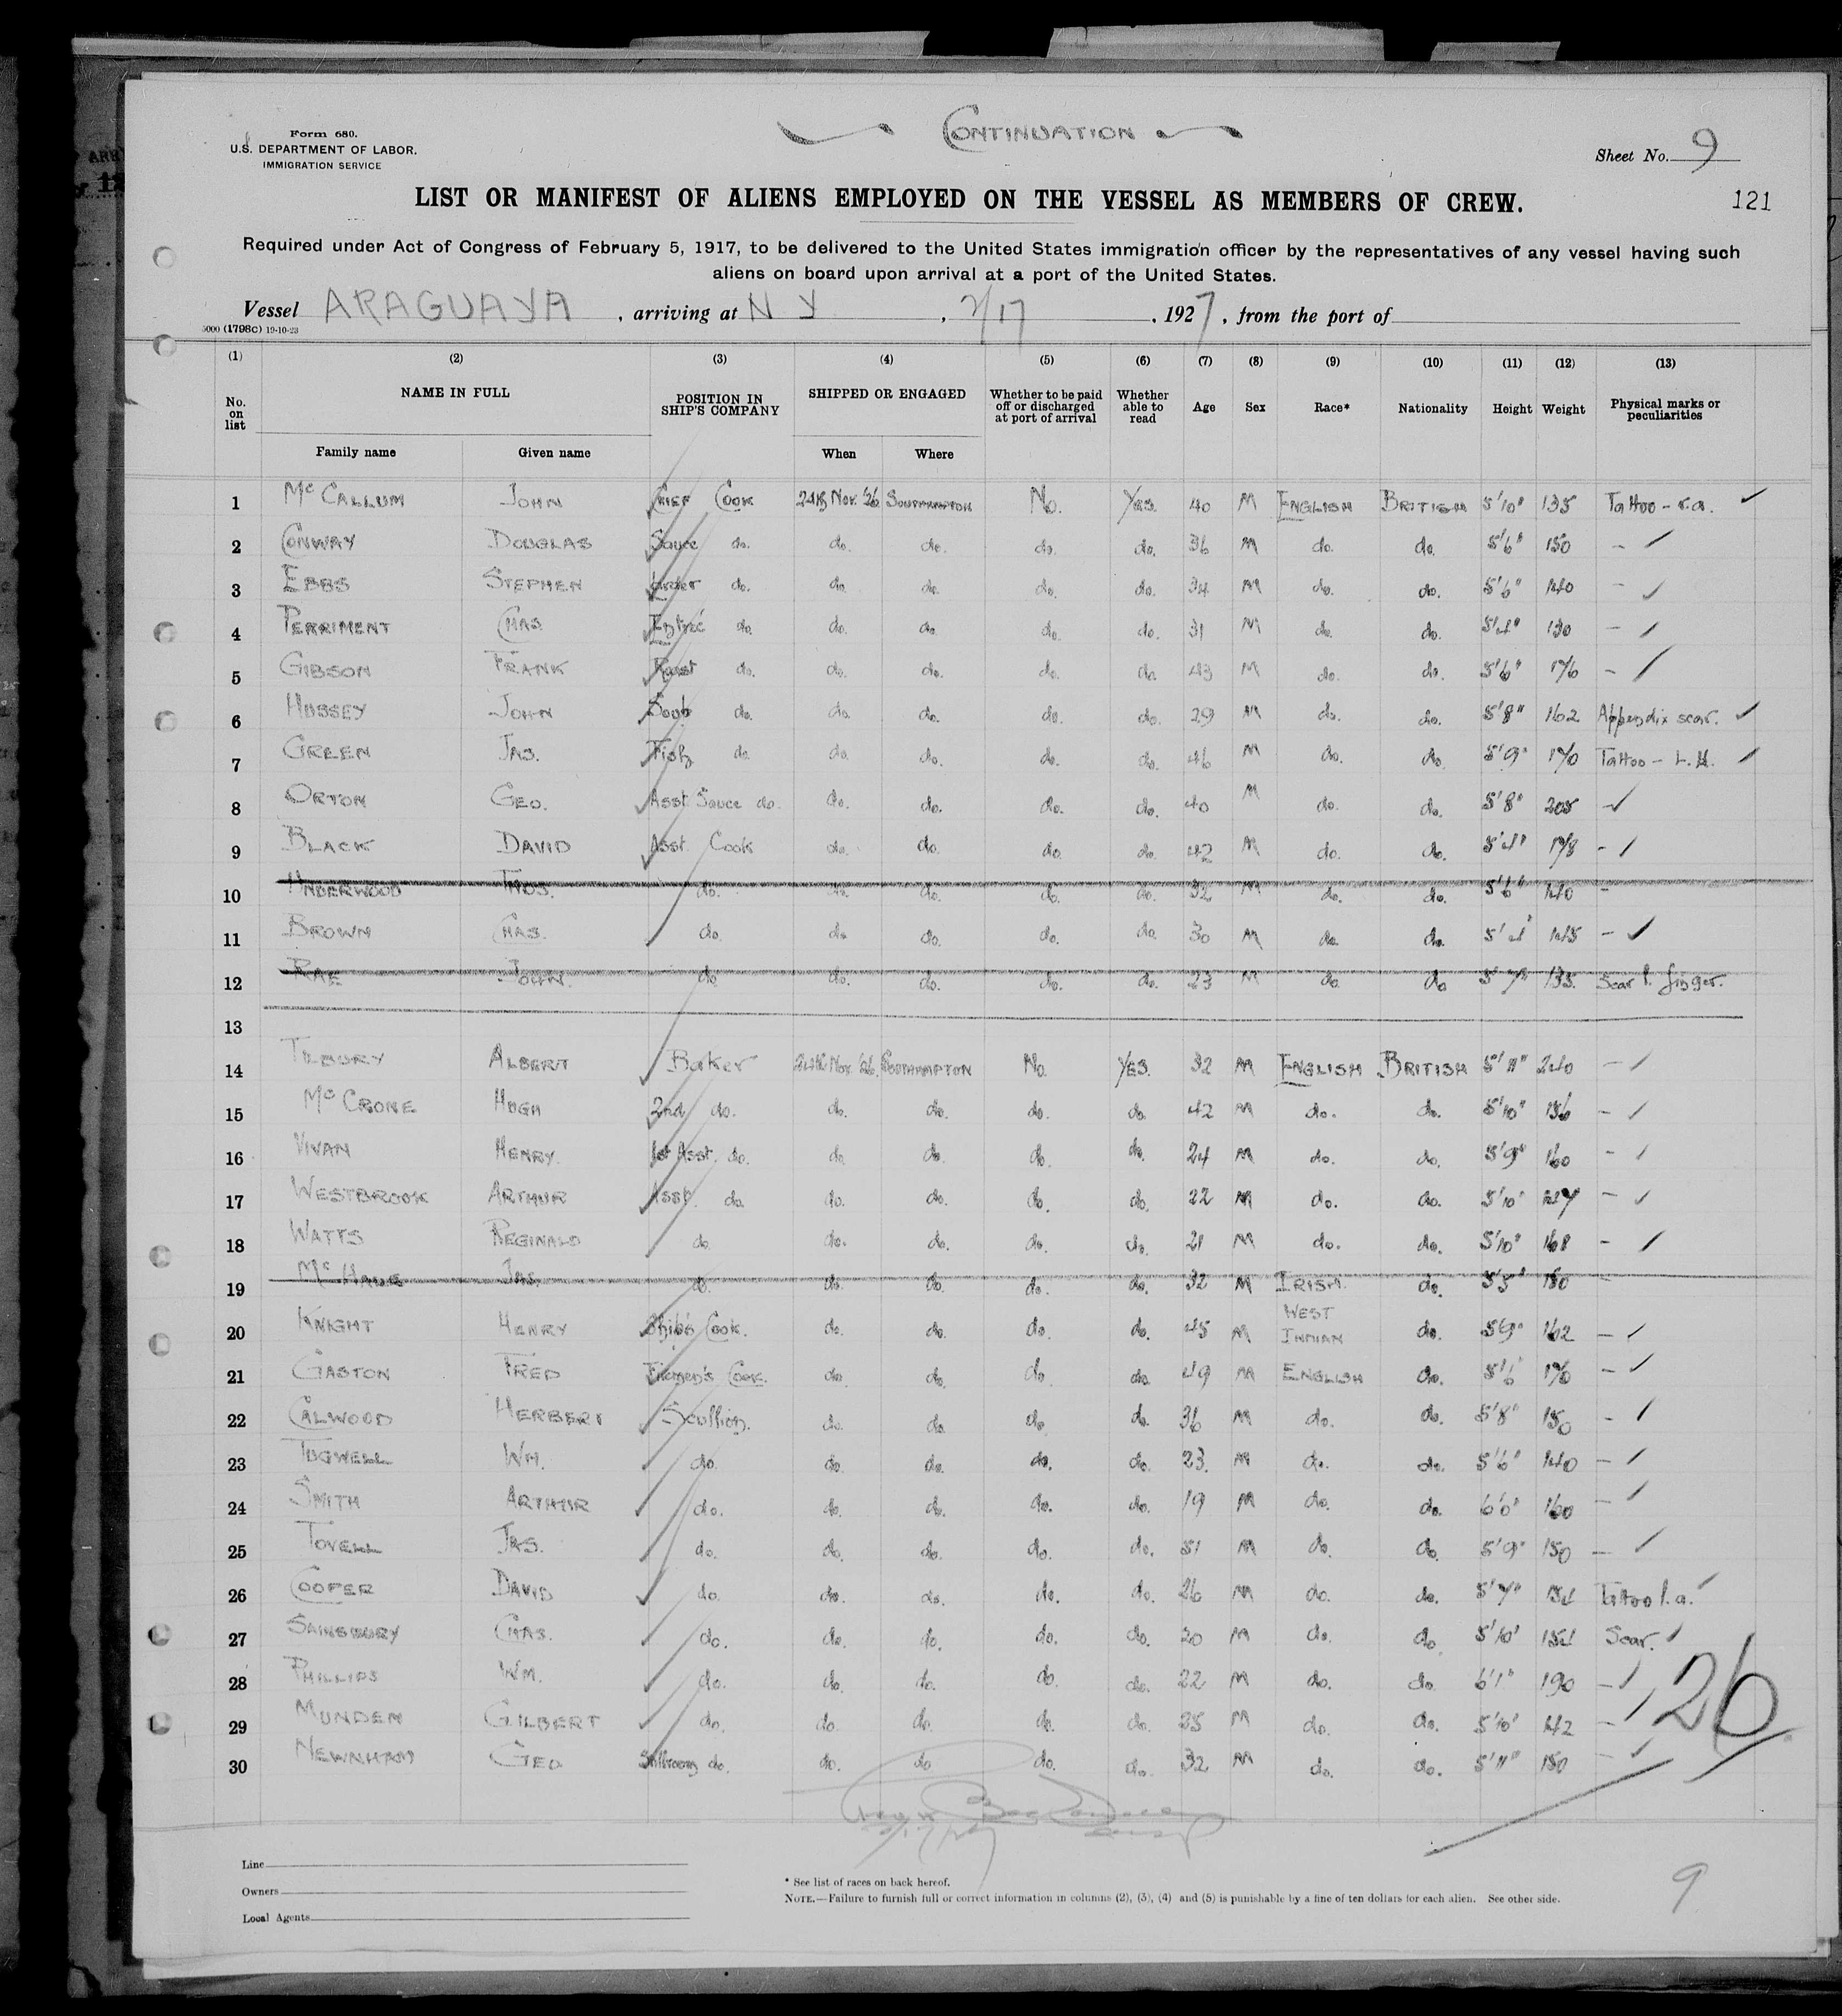 CONTINUATION
Form 680.
U.S. DEPARTMENT OF LABOR.
IMMIGRATION SERVICE
Sheet No. 9
LIST OR MANIFEST OF ALIENS EMPLOYED ON THE VESSEL AS MEMBERS OF CREW.
121
Required under Act of Congress of February 5, 1917, to be delivered to the United States immigration officer by the representatives of any vessel having such
aliens on board upon arrival at a port of the United States.
Vessel ARAGUAYA, arriving at N Y, 2/17, 1927, from the port of
5000 (1798c) 19-10-23
(1) (2) (3) (4) (5) (6) (7) (8) (9) (10) (11) (12) (13)
No. on list NAME IN FULL POSITION IN SHIP'S COMPANY SHIPPED OR ENGAGED Whether to be paid off or discharged at port of arrival Whether able to read Age Sex Race* Nationality Height Weight Physical marks or peculiarities
Family name Given name When Where
1 McCALLUM JOHN CHIEF COOK 24th Nov. '26 SOUTHAMPTON No. YES. 40 M ENGLISH BRITISH 5'10" 135 Tattoo - r.a.
2 CONWAY DOUGLAS Sauce do. do. do. do. do. 36 M do. do. 5'6" 150 -
3 EBBS STEPHEN Larder do. do. do. do. do. 34 M do. do. 5'6" 140 -
4 PERRIMENT CHAS. Entreé do. do. do. do. do. 31 M do. do. 5'4" 130 -
5 GIBSON FRANK Roast do. do. do. do. do. 43 M do. do. 5'6" 176 -
6 HUSSEY JOHN Soup do. do. do. do. do. 29 M do. do. 5'8" 162 Appendix scar.
7 GREEN JAS. Fish do. do. do. do. do. 46 M do. do. 5'9" 170 Tattoo - L.H.
8 ORTON GEO. Asst. Sauce do. do. do. do. do. 40 M do. do. 5'8" 205
9 BLACK DAVID Asst. Cook do. do. do. do. 42 M do. do. 5'4" 178 -
10 UNDERWOOD THOS. do. do. do. do. do. 32 M do. do. 5'6" 140 -
11 BROWN CHAS. do. do. do. do. do. 30 M do. do. 5'4" 145 -
12 RAE JOHN. do. do. do. do. do. 23 M do. do 5'7" 135. Scar l. finger.
13
14 TILBURY ALBERT Baker 24th Nov. '26. SOUTHAMPTON No. YES. 32 M ENGLISH BRITISH 5'11" 240 -
15 McCRONE HUGH 2nd do. do. do. do. do. 42 M do. do. 5'10" 136 -
16 VIVAN HENRY. 1st Asst. do. do. do. do. do. 24 M do. do. 5'9" 160 -
17 WESTBROOK ARTHUR Asst. do. do. do. do. do. 22 M do. do. 5'10" 147 -
18 WATTS REGINALD do. do. do. do. do. 21 M do. do. 5'10" 168 -
19 Mc JAS. do. do. do. do. do. 32 M IRISH. do. 5'5" 150 -
20 KNIGHT HENRY Ship's Cook. do. do. do. do. 45 M WEST INDIAN do. 5'9" 162 -
21 GASTON FRED Firemen's Cook. do. do. do. do. 49 M ENGLISH do. 5'6" 170 -
22 CALWOOD HERBERT Scullion. do. do. do. do. 36 M do. do. 5'8" 150 -
23 TUGWELL WM. do. do. do. do. do. 23. M do. do. 5'6" 140 -
24 SMITH ARTHUR do. do. do. do. do. 19 M do. do. 6'0" 160 -
25 TOVELL JAS. do. do. do. do. do. 51 M do. do. 5'9" 150 -
26 COOPER DAVID do. do. do. do. do. 26 M do. do. 5'7" 154 Tattoo l.a.
27 SAINSBURY CHAS. do. do. do. do. do. 20 M do. do 5'10" 154 Scar.
28 PHILLIPS WM. do. do. do. do. do. 22 M do. do. 6'1" 190 -
29 MUNDEN GILBERT do. do. do. do. do. 25 M do. do. 5'10" 142 -
30 NEWNHAM GEO do. do. do do. do. 32 M do. do. 5'11" 150 -
26
Line
Owners
Local Agents
* See list of races on back hereof.
NOTE.—Failure to furnish full or correct information in columns (2), (3), (4) and (5) is punishable by a fine of ten dollars for each alien. See other side.
9